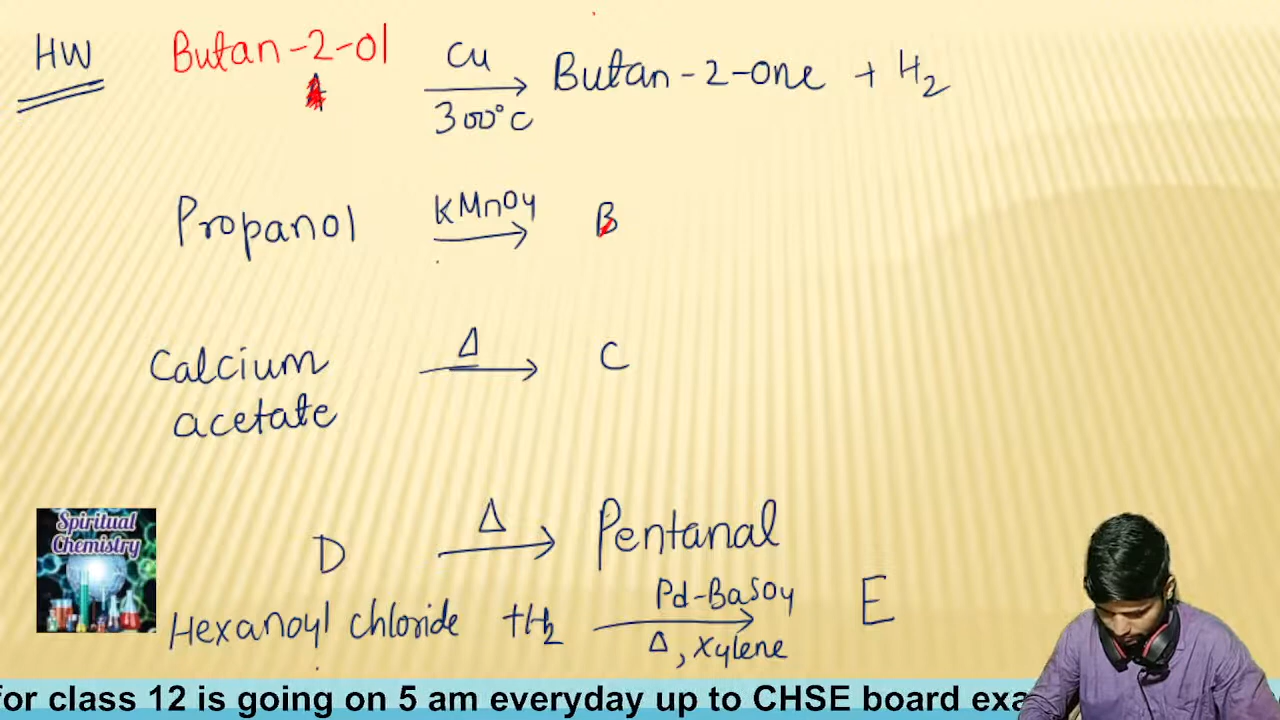 HW Butan-2-ol Cu Butan-2-one + H2
300°C
Propanol KMnO4 B
Calcium Δ C
acetate
D Δ Pentanal
Hexanoyl chloride + H2 Pd-BaSO4 E
Δ, Xylene
Spiritual
Chemistry
for class 12 is going on 5 am everyday up to CHSE board exa